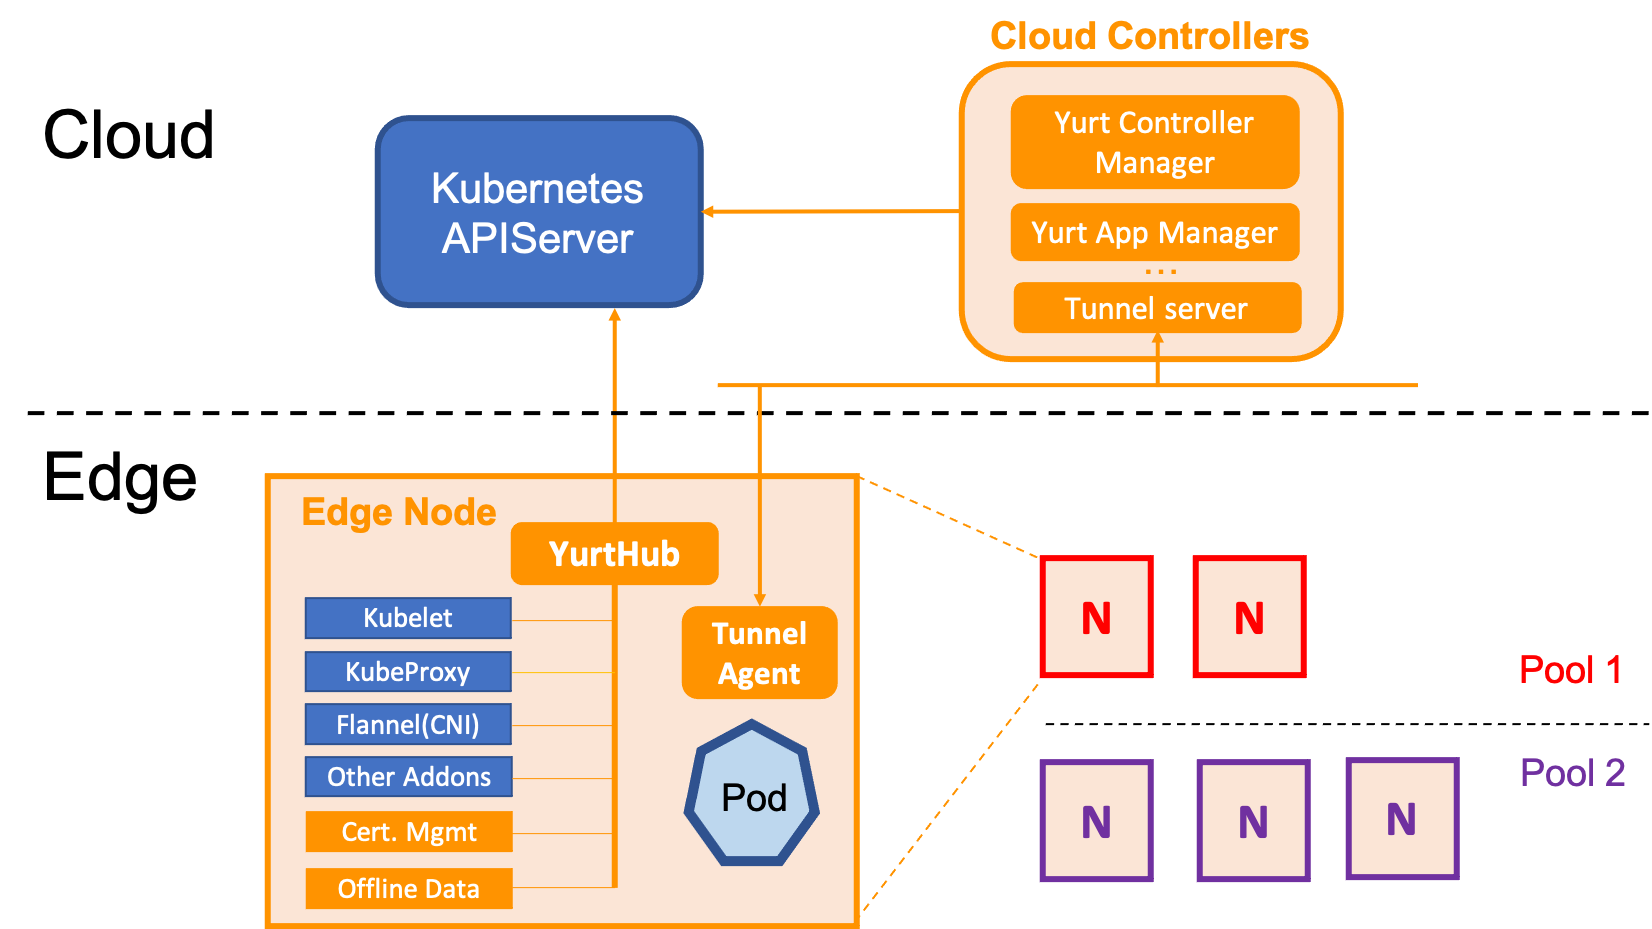 Cloud Controllers
Cloud
Kubernetes
APIServer
Yurt Controller
Manager
Yurt App Manager
...
Tunnel server
Edge
Edge Node
YurtHub
Kubelet
KubeProxy
Flannel(CNI)
Other Addons
Cert. Mgmt
Offline Data
Tunnel
Agent
Pod
N
N
Pool 1
Pool 2
N
N
N